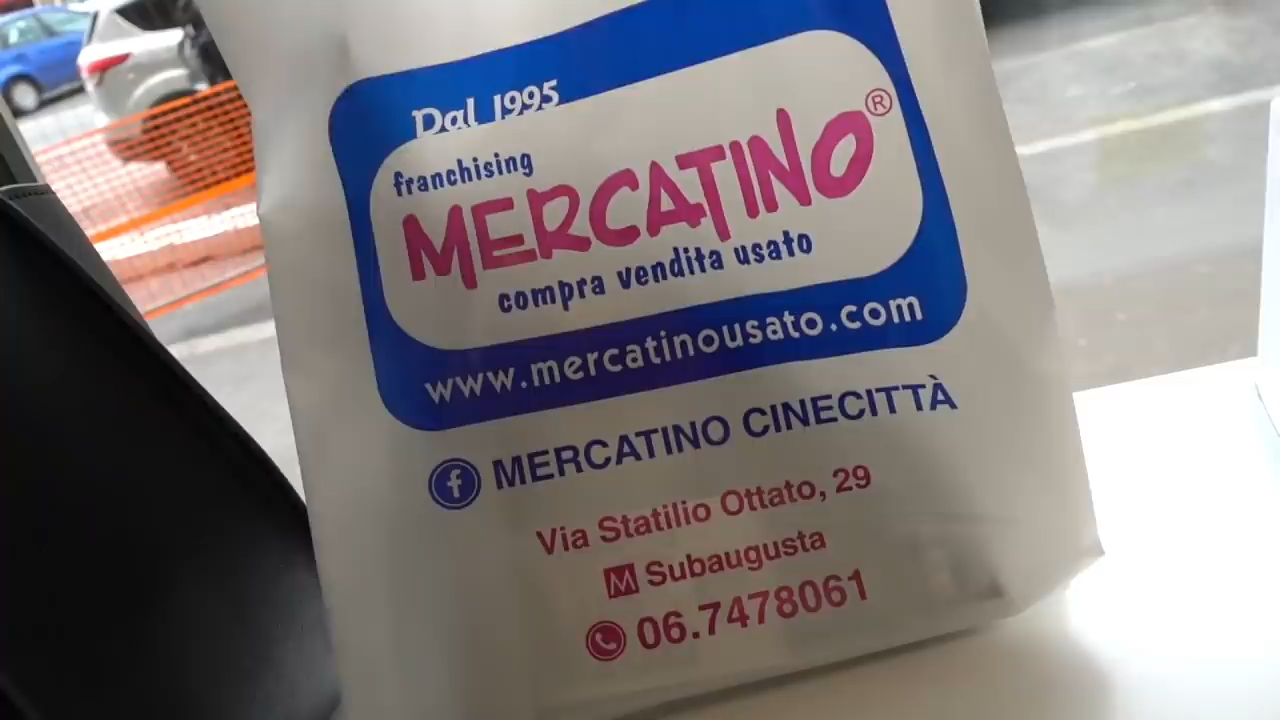 Dal 1995
franchising
MERCATINO®
compra vendita usato
www.mercatinousato.com
f MERCATINO CINECITTÀ
Via Statilio Ottato, 29
M Subaugusta
06.7478061